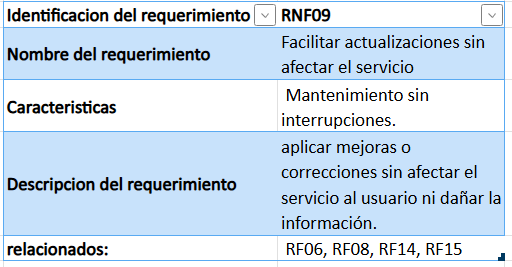 Identificacion del requerimiento RNF09
Nombre del requerimiento
Facilitar actualizaciones sin
afectar el servicio
Caracteristicas
Mantenimiento sin
interrupciones.
Descripcion del requerimiento
aplicar mejoras o
correcciones sin afectar el
servicio al usuario ni dañar la
información.
relacionados: RF06, RF08, RF14, RF15